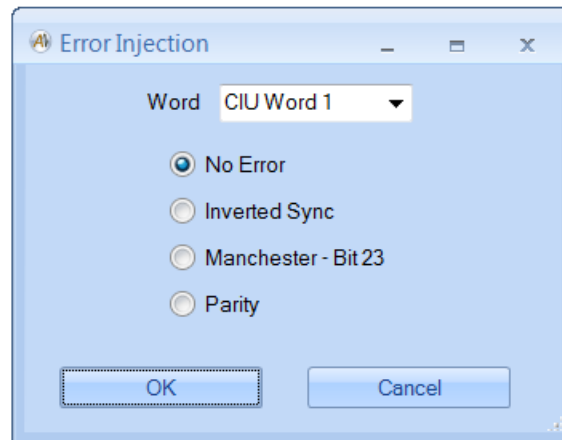 Error Injection
Word CIU Word 1
No Error
Inverted Sync
Manchester - Bit 23
Parity
OK Cancel